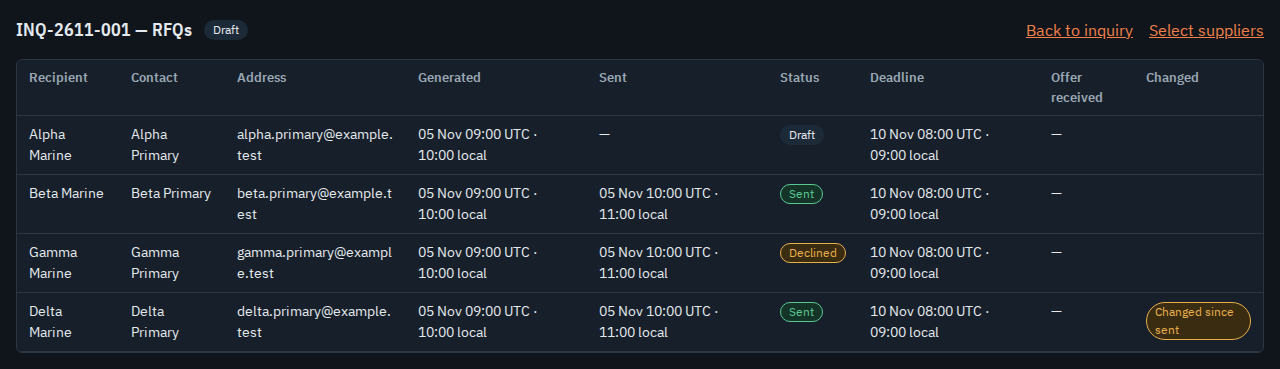 INQ-2611-001 — RFQs Draft Back to inquiry Select suppliers
Recipient Contact Address Generated Sent Status Deadline Offer received Changed
Alpha Marine Alpha Primary alpha.primary@example.test 05 Nov 09:00 UTC · 10:00 local — Draft 10 Nov 08:00 UTC · 09:00 local —
Beta Marine Beta Primary beta.primary@example.test 05 Nov 09:00 UTC · 10:00 local 05 Nov 10:00 UTC · 11:00 local Sent 10 Nov 08:00 UTC · 09:00 local —
Gamma Marine Gamma Primary gamma.primary@example.test 05 Nov 09:00 UTC · 10:00 local 05 Nov 10:00 UTC · 11:00 local Declined 10 Nov 08:00 UTC · 09:00 local —
Delta Marine Delta Primary delta.primary@example.test 05 Nov 09:00 UTC · 10:00 local 05 Nov 10:00 UTC · 11:00 local Sent 10 Nov 08:00 UTC · 09:00 local — Changed since sent